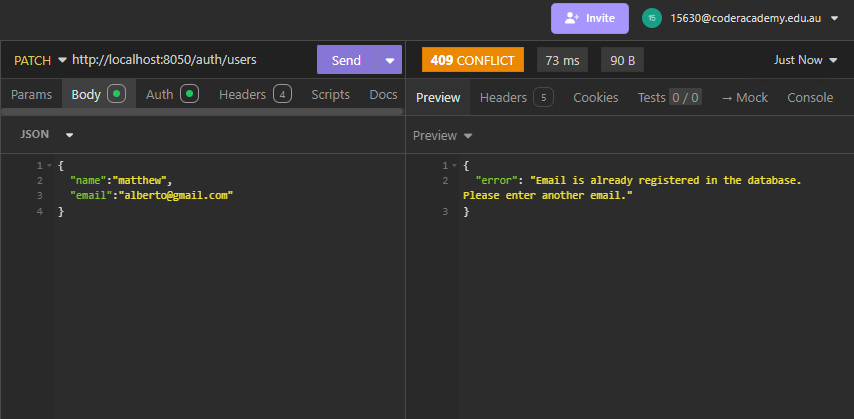 Invite
15
15630@coderacademy.edu.au
PATCH http://localhost:8050/auth/users Send
409 CONFLICT 73 ms 90 B Just Now
Params Body Auth Headers 4 Scripts Docs
Preview Headers 5 Cookies Tests 0 / 0 → Mock Console
JSON
Preview
1 {
2 "name":"matthew",
3 "email":"alberto@gmail.com"
4 }
1 {
2 "error": "Email is already registered in the database.
Please enter another email."
3 }